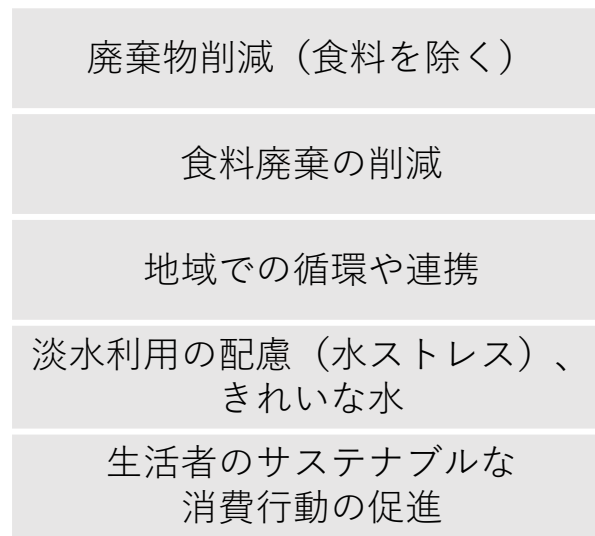 廃棄物削減（食料を除く）
食料廃棄の削減
地域での循環や連携
淡水利用の配慮（水ストレス）、
きれいな水
生活者のサステナブルな
消費行動の促進